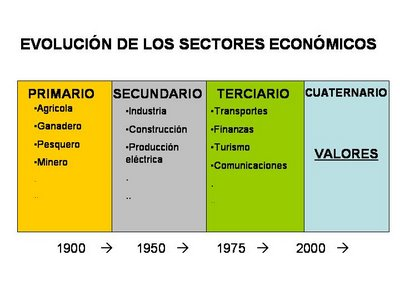 EVOLUCIÓN DE LOS SECTORES ECONÓMICOS
PRIMARIO
•Agrícola
•Ganadero
•Pesquero
•Minero
.
..
SECUNDARIO
•Industria
•Construcción
•Producción
eléctrica
.
..
TERCIARIO
•Transportes
•Finanzas
•Turismo
•Comunicaciones
.
..
CUATERNARIO
VALORES
1900 → 1950 → 1975 → 2000 →